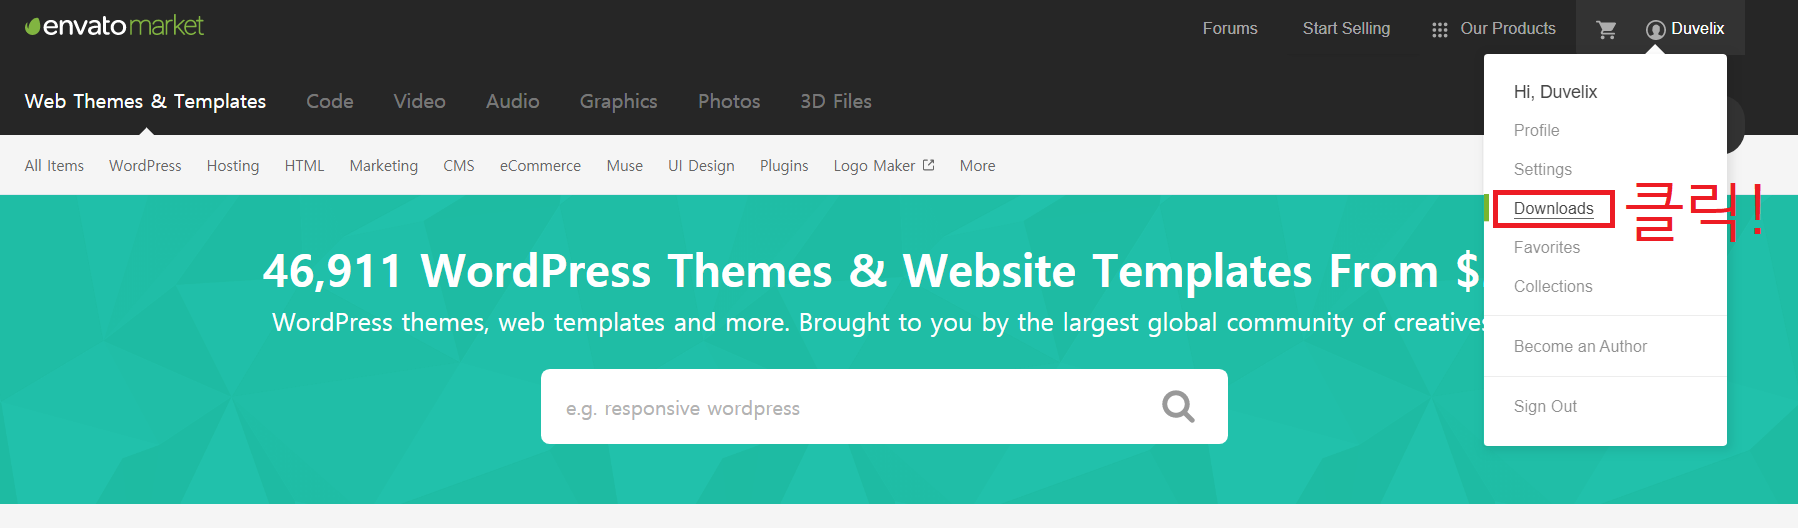 envatomarket
Forums Start Selling Our Products Duvelix
Web Themes & Templates Code Video Audio Graphics Photos 3D Files
All Items WordPress Hosting HTML Marketing CMS eCommerce Muse UI Design Plugins Logo Maker More
46,911 WordPress Themes & Website Templates From $
WordPress themes, web templates and more. Brought to you by the largest global community of creatives
e.g. responsive wordpress
Hi, Duvelix
Profile
Settings
Downloads 클릭!
Favorites
Collections
Become an Author
Sign Out